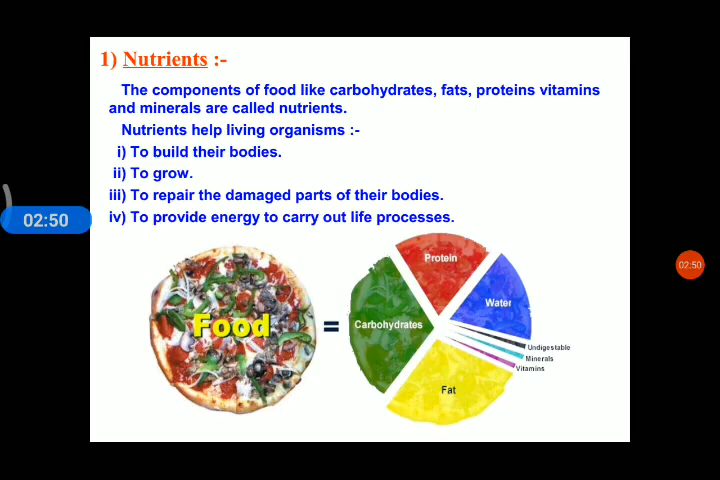 1) Nutrients :-
The components of food like carbohydrates, fats, proteins vitamins
and minerals are called nutrients.
Nutrients help living organisms :-
i) To build their bodies.
ii) To grow.
iii) To repair the damaged parts of their bodies.
iv) To provide energy to carry out life processes.
02:50
02:50
Food
=
Protein
Water
Carbohydrates
Undigestable
Minerals
Vitamins
Fat